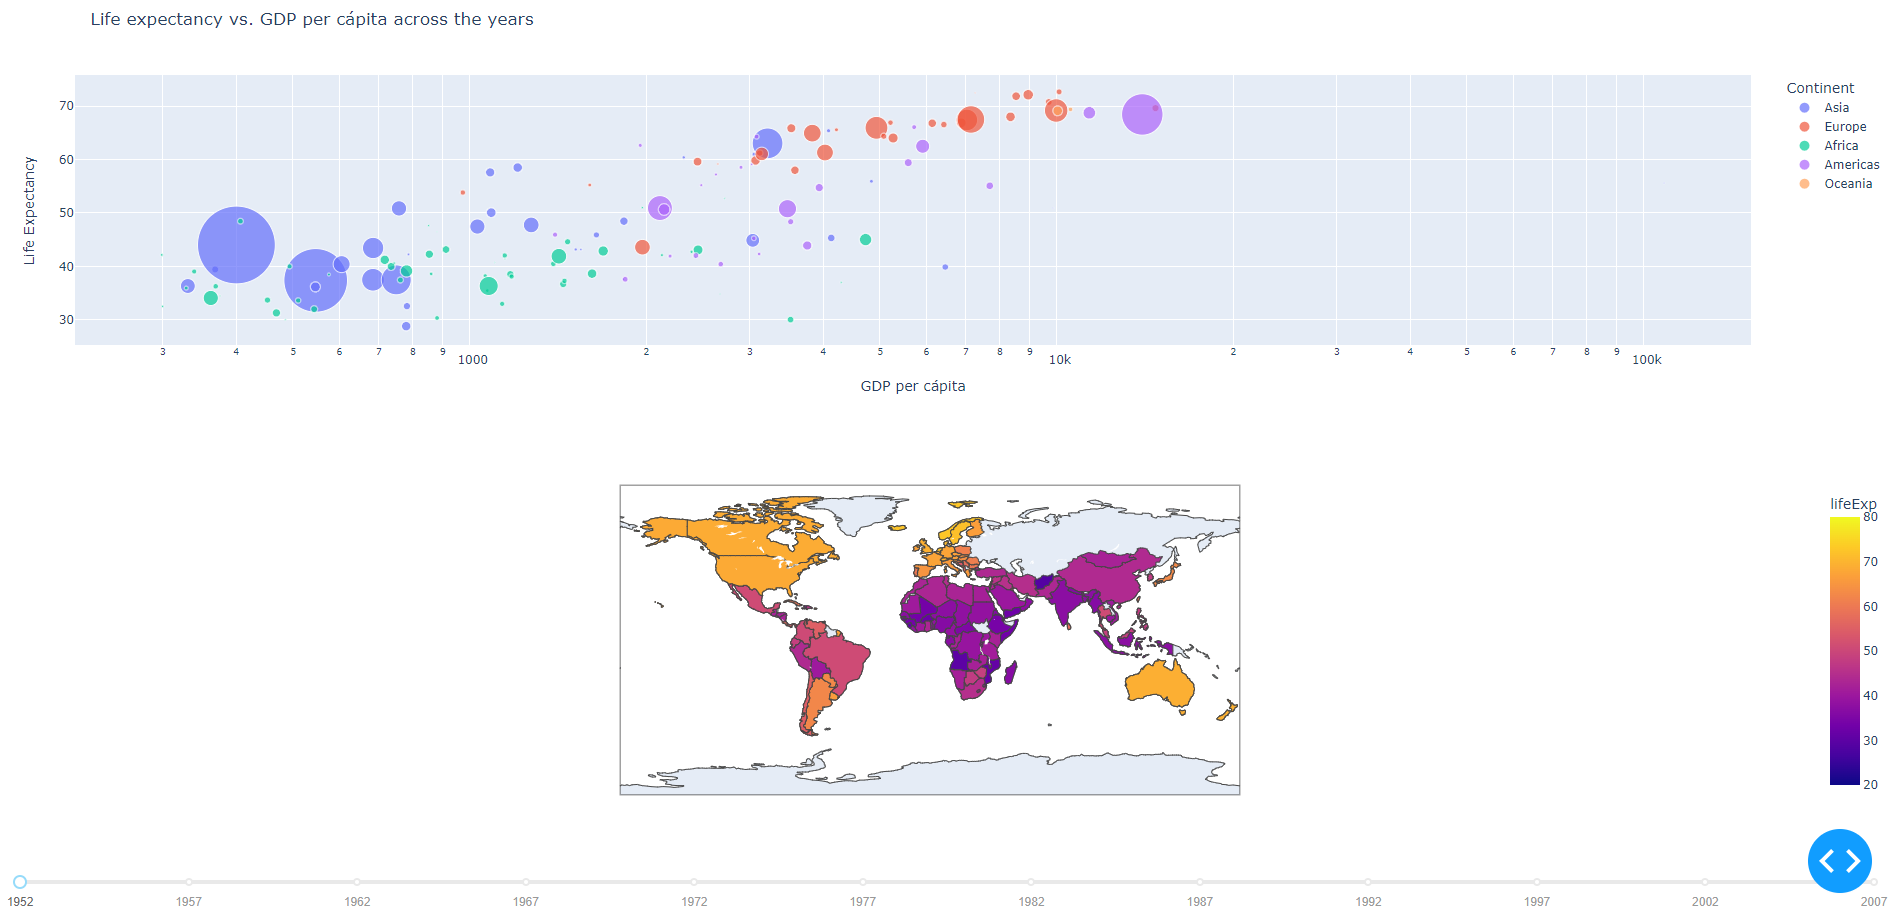 Life expectancy vs. GDP per cápita across the years
Continent
Asia
Europe
Africa
Americas
Oceania
Life Expectancy
70
60
50
40
30
3 4 5 6 7 8 9 1000 2 3 4 5 6 7 8 9 10k 2 3 4 5 6 7 8 9 100k
GDP per cápita
lifeExp
80
70
60
50
40
30
20
1952 1957 1962 1967 1972 1977 1982 1987 1992 1997 2002 2007